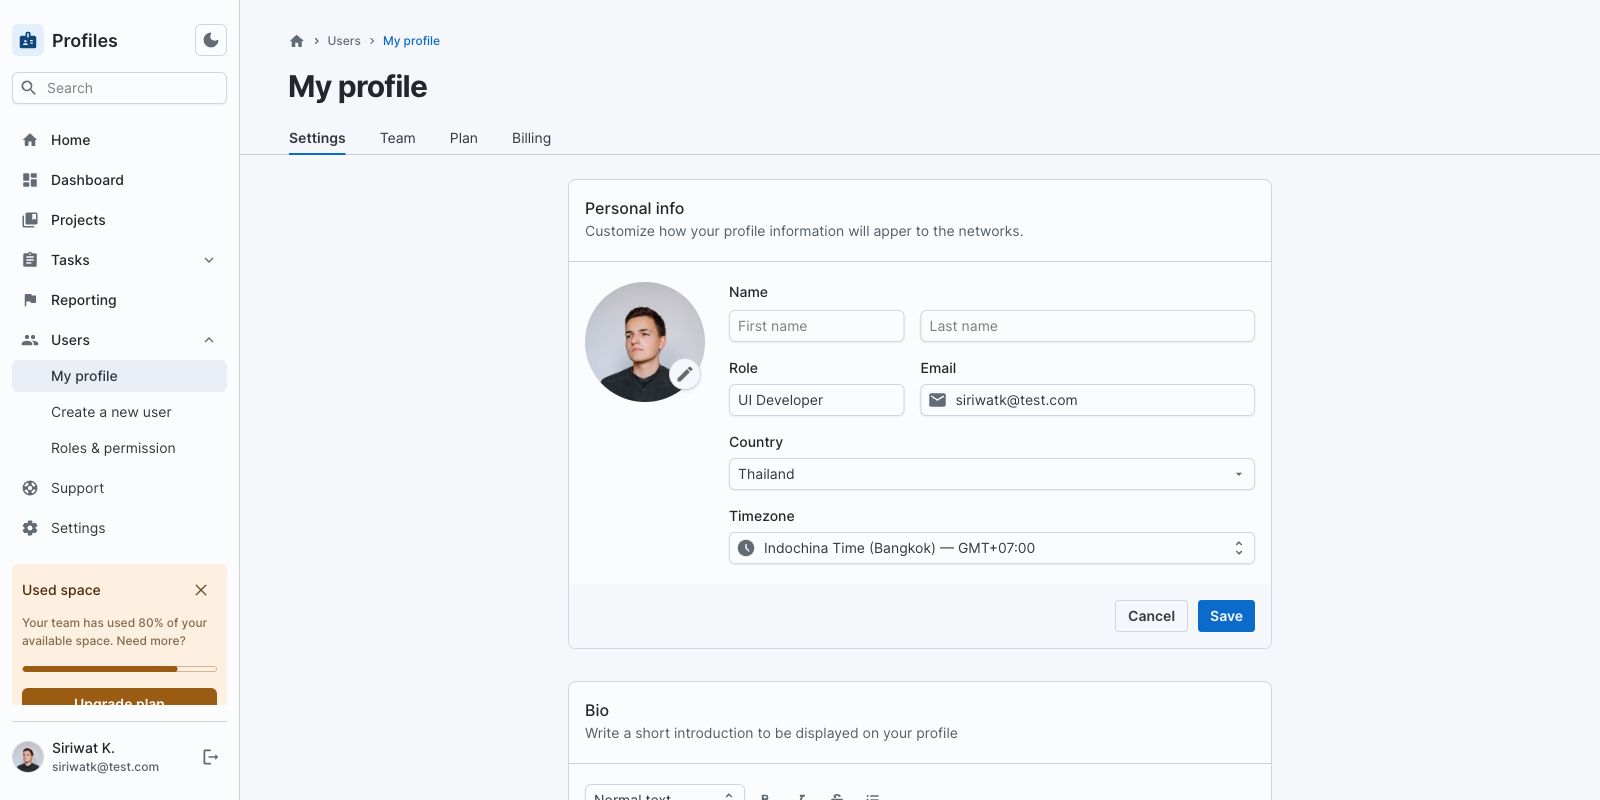 Profiles
Search
Home
Dashboard
Projects
Tasks
Reporting
Users
My profile
Create a new user
Roles & permission
Support
Settings
Used space
Your team has used 80% of your
available space. Need more?
Upgrade plan
Siriwat K.
siriwatk@test.com
Users
My profile
My profile
Settings
Team
Plan
Billing
Personal info
Customize how your profile information will apper to the networks.
Name
First name
Last name
Role
Email
UI Developer
siriwatk@test.com
Country
Thailand
Timezone
Indochina Time (Bangkok) — GMT+07:00
Cancel
Save
Bio
Write a short introduction to be displayed on your profile
Normal text